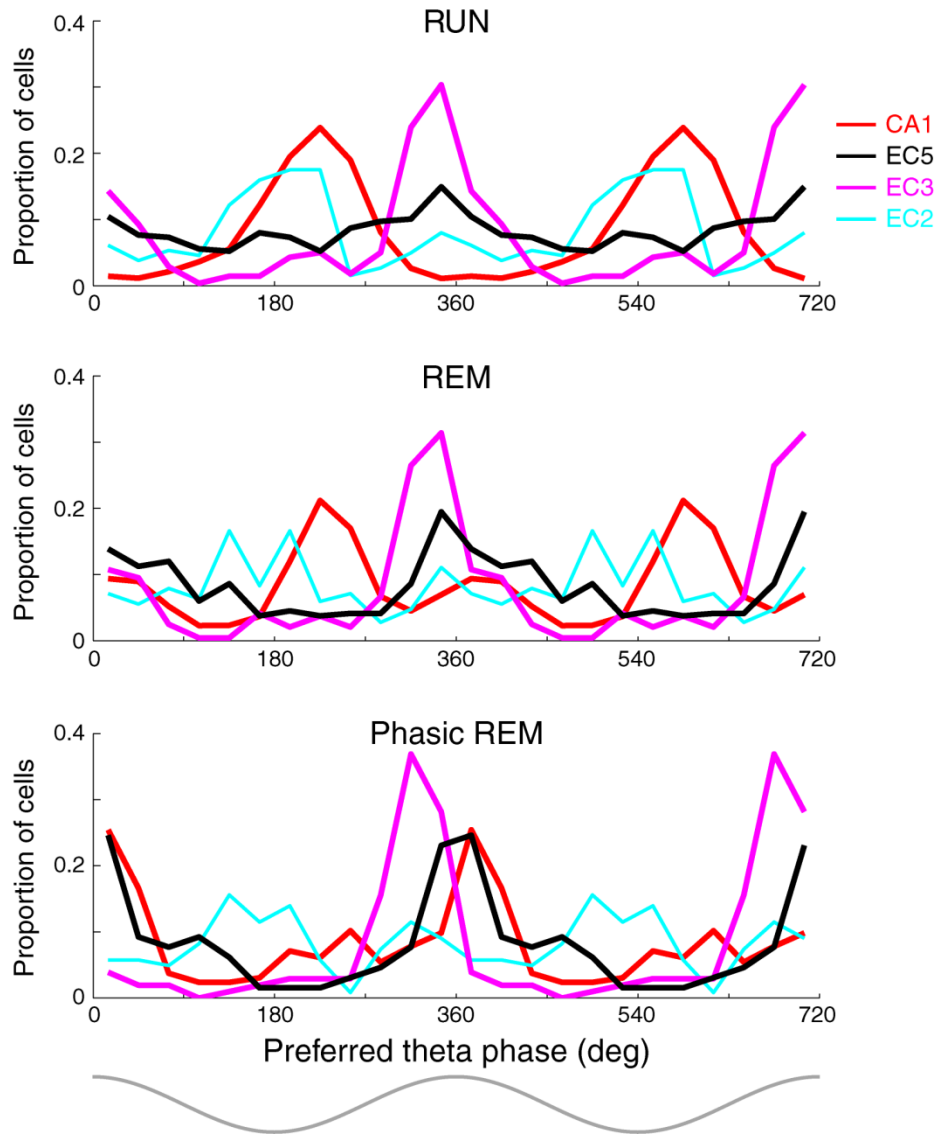 RUN
0.4
0.2
0
Proportion of cells
0 180 360 540 720
CA1
EC5
EC3
EC2
REM
0.4
0.2
0
Proportion of cells
0 180 360 540 720
Phasic REM
0.4
0.2
0
Proportion of cells
0 180 360 540 720
Preferred theta phase (deg)